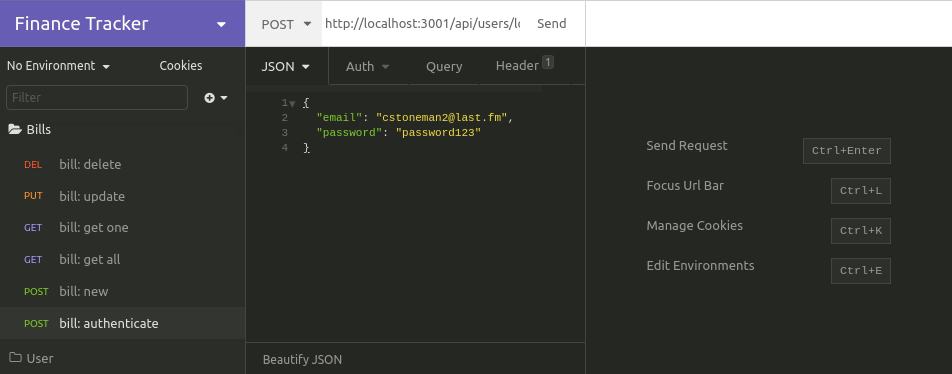 Finance Tracker
POST http://localhost:3001/api/users/lo Send
No Environment Cookies
Filter
Bills
DEL bill: delete
PUT bill: update
GET bill: get one
GET bill: get all
POST bill: new
POST bill: authenticate
User
JSON Auth Query Header 1
1 {
2 "email": "cstoneman2@last.fm",
3 "password": "password123"
4 }
Beautify JSON
Send Request Ctrl+Enter
Focus Url Bar Ctrl+L
Manage Cookies Ctrl+K
Edit Environments Ctrl+E